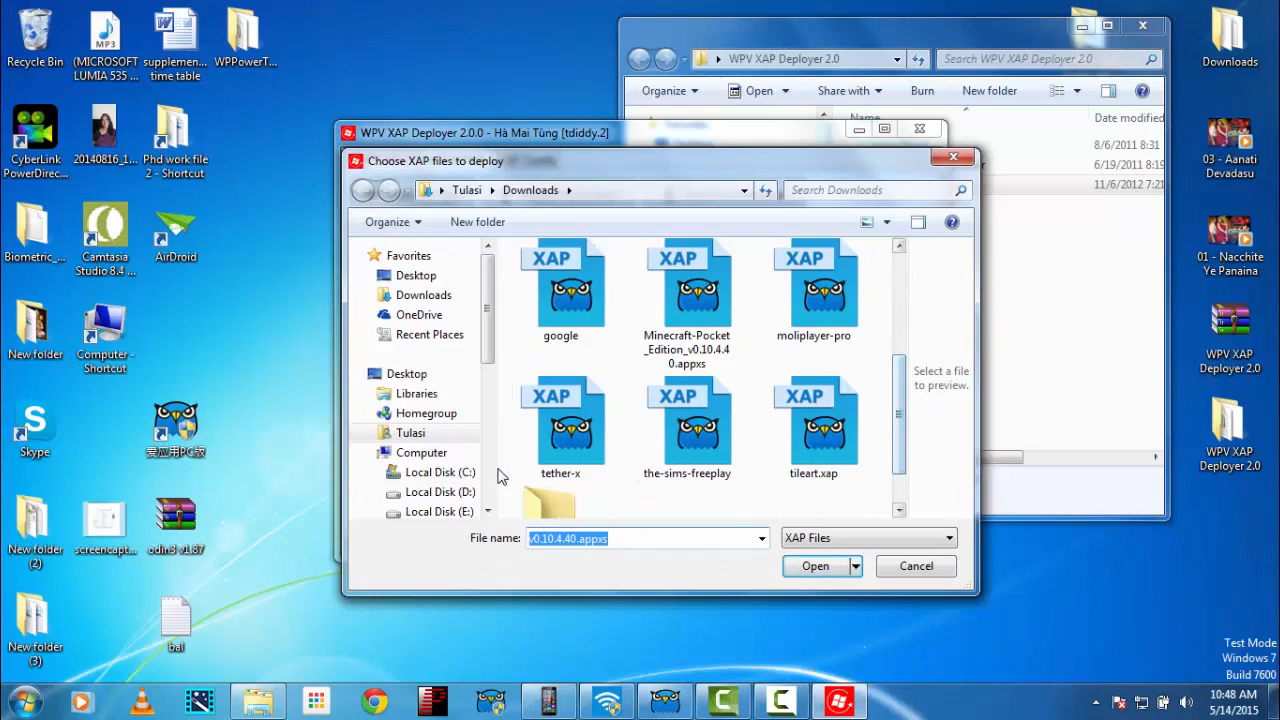 Recycle Bin
(MICROSOFT
LUMIA 535 ...
supplemen...
time table
WPPowerT...
CyberLink
PowerDirec...
20140816_1...
Phd work file
2 - Shortcut
Biometric_...
Camtasia
Studio 8.4 ...
AirDroid
New folder
Computer -
Shortcut
Skype
爱应用PC版
New folder
(2)
screencapt...
odin3 v1.87
New folder
(3)
bal
WPV XAP Deployer 2.0
Search WPV XAP Deployer 2.0
Organize
Open
Share with
Burn
New folder
Name
Date modified
8/6/2011 8:31
6/19/2011 8:19
11/6/2012 7:21
WPV XAP Deployer 2.0.0 - Hà Mai Tùng [tdiddy.2]
Choose XAP files to deploy
Tulasi
Downloads
Search Downloads
Organize
New folder
Favorites
Desktop
Downloads
OneDrive
Recent Places
Desktop
Libraries
Homegroup
Tulasi
Computer
Local Disk (C:)
Local Disk (D:)
Local Disk (E:)
XAP
XAP
XAP
google
Minecraft-Pocket
_Edition_v0.10.4.4
0.appxs
moliplayer-pro
XAP
XAP
XAP
tether-x
the-sims-freeplay
tileart.xap
Select a file
to preview.
File name:
v0.10.4.40.appxs
XAP Files
Open
Cancel
Downloads
03 - Aanati
Devadasu
01 - Nacchite
Ye Panaina
WPV XAP
Deployer 2.0
WPV XAP
Deployer 2.0
Test Mode
Windows 7
Build 7600
10:48 AM
5/14/2015